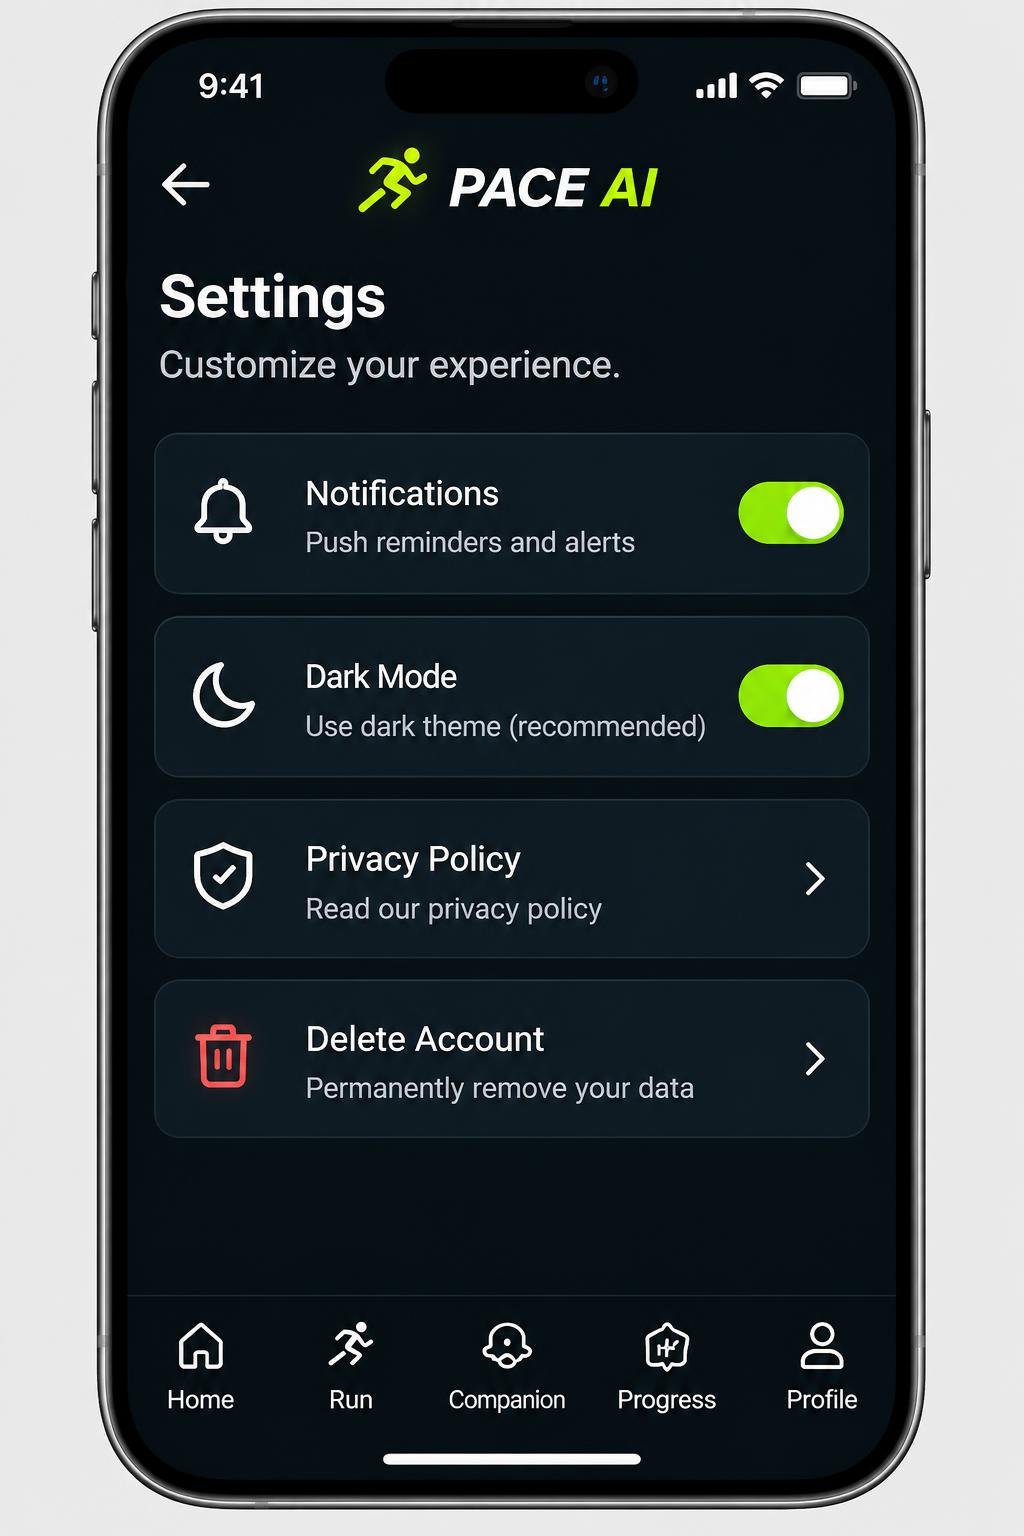 9:41
PACE AI
Settings
Customize your experience.
Notifications
Push reminders and alerts
Dark Mode
Use dark theme (recommended)
Privacy Policy
Read our privacy policy
Delete Account
Permanently remove your data
Home
Run
Companion
Progress
Profile